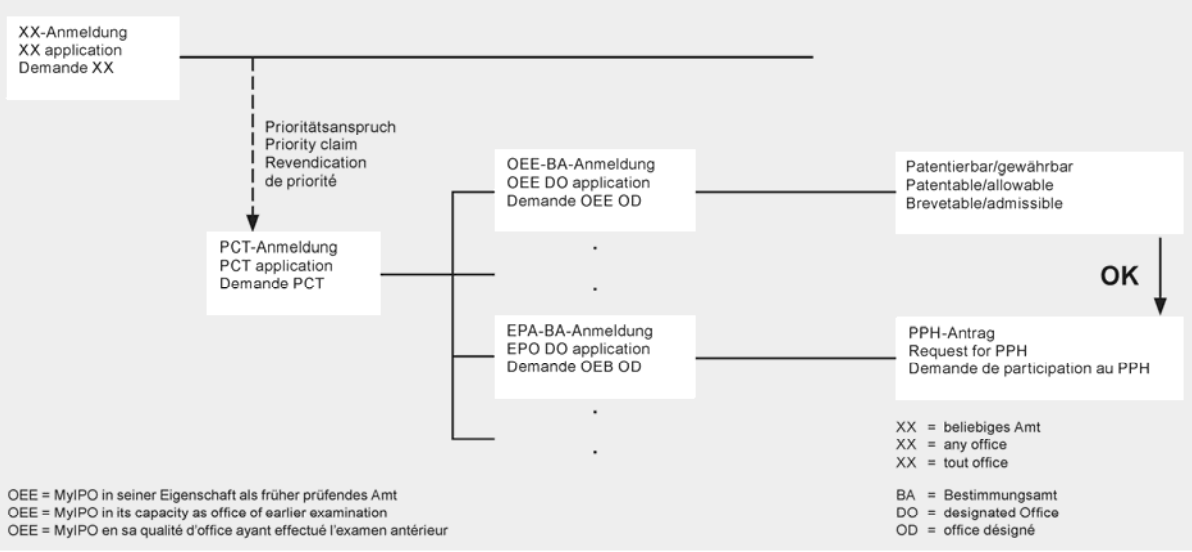 XX-Anmeldung
XX application
Demande XX
Prioritätsanspruch
Priority claim
Revendication
de priorité
OEE-BA-Anmeldung
OEE DO application
Demande OEE OD
Patentierbar/gewährbar
Patentable/allowable
Brevetable/admissible
PCT-Anmeldung
PCT application
Demande PCT
OK
EPA-BA-Anmeldung
EPO DO application
Demande OEB OD
PPH-Antrag
Request for PPH
Demande de participation au PPH
XX = beliebiges Amt
XX = any office
XX = tout office
OEE = MyIPO in seiner Eigenschaft als früher prüfendes Amt
OEE = MyIPO in its capacity as office of earlier examination
OEE = MyIPO en sa qualité d'office ayant effectué l'examen antérieur
BA = Bestimmungsamt
DO = designated Office
OD = office désigné